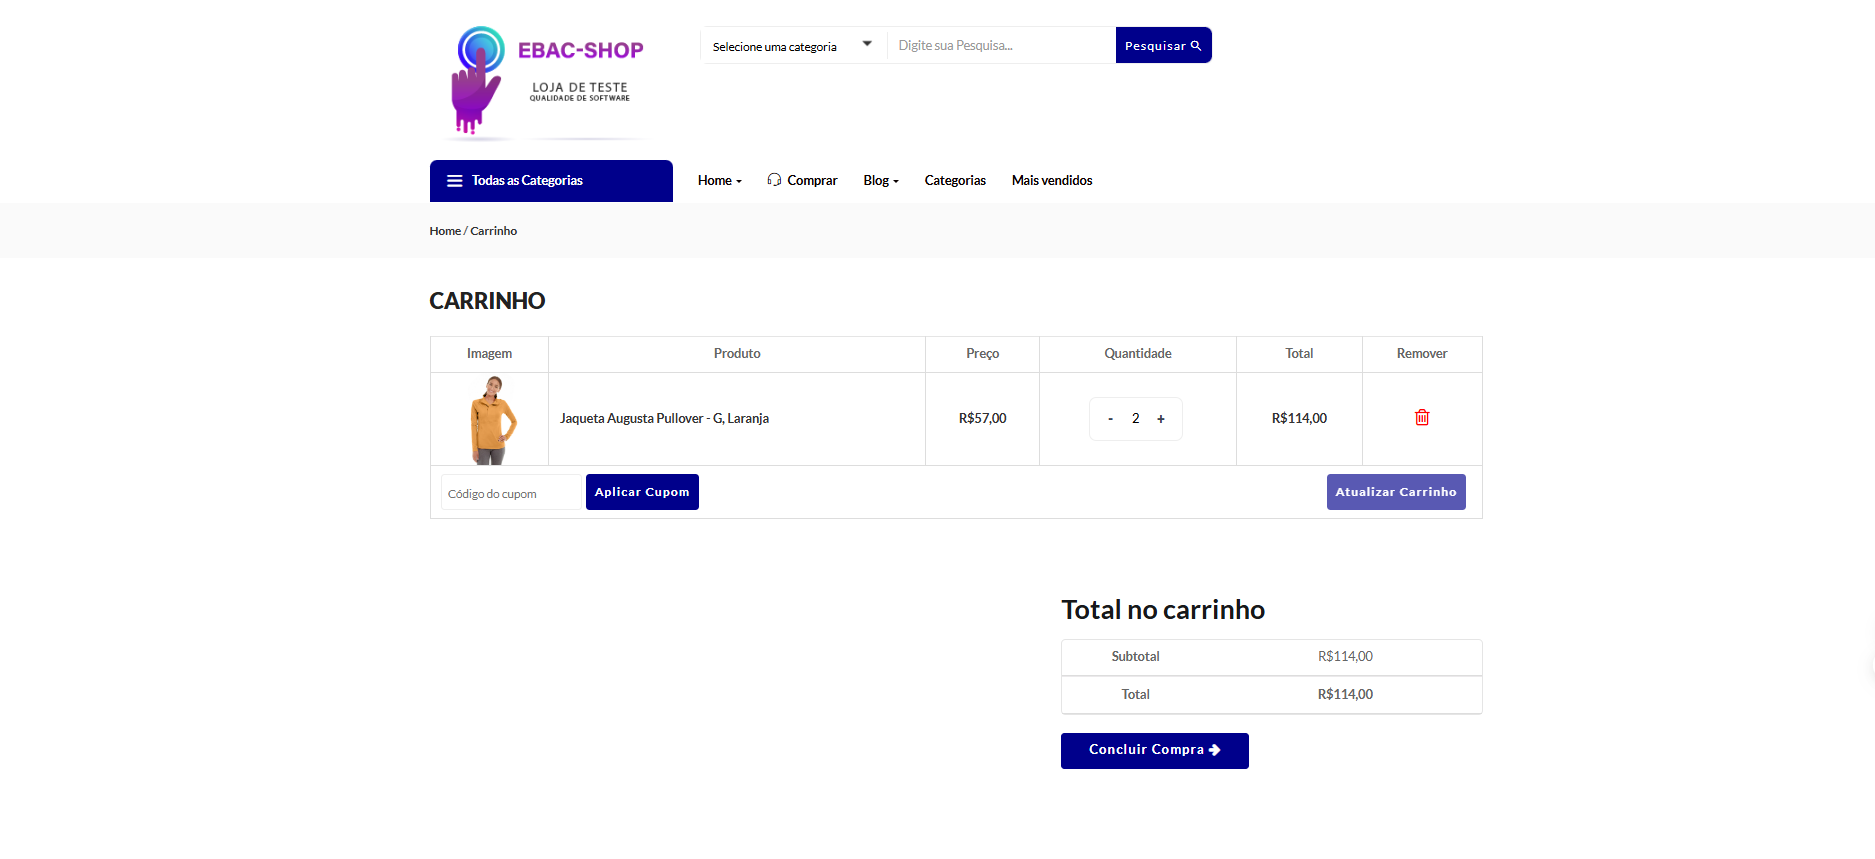 EBAC-SHOP
LOJA DE TESTE
QUALIDADE DE SOFTWARE
Selecione uma categoria
Digite sua Pesquisa...
Pesquisar
Todas as Categorias
Home
Comprar
Blog
Categorias
Mais vendidos
Home / Carrinho
CARRINHO
Imagem Produto Preço Quantidade Total Remover
Jaqueta Augusta Pullover - G, Laranja R$57,00 - 2 + R$114,00
Código do cupom
Aplicar Cupom
Atualizar Carrinho
Total no carrinho
Subtotal R$114,00
Total R$114,00
Concluir Compra